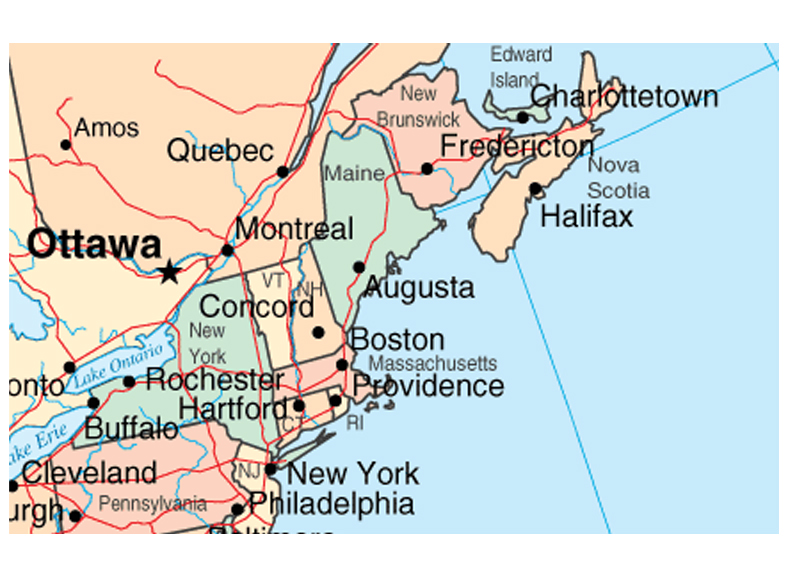 Edward
Island
Charlottetown
New
Brunswick
Amos
Quebec
Fredericton
Maine
Nova
Scotia
Halifax
Montreal
Ottawa
VT
NH
Augusta
Concord
New
York
Boston
Lake Ontario
Massachusetts
onto
Rochester
Providence
Hartford
CT
RI
Buffalo
ake Erie
Cleveland
NJ
New York
Pennsylvania
Philadelphia
urgh
Baltimore